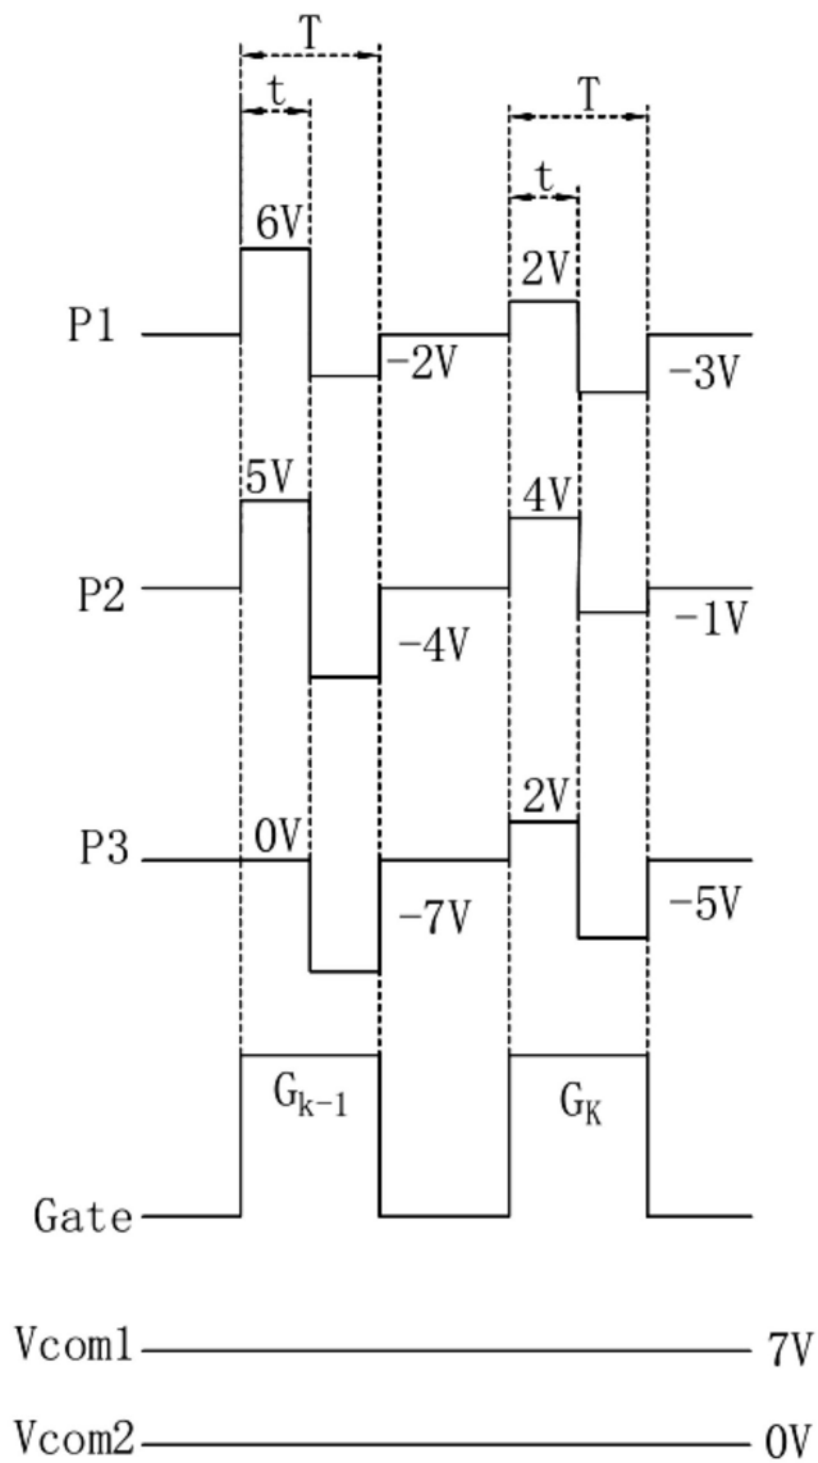 T
t T
t
6V
2V
P1
-2V -3V
5V 4V
P2
-4V -1V
0V 2V
P3
-7V -5V
Gk-1 GK
Gate
Vcom1 7V
Vcom2 0V